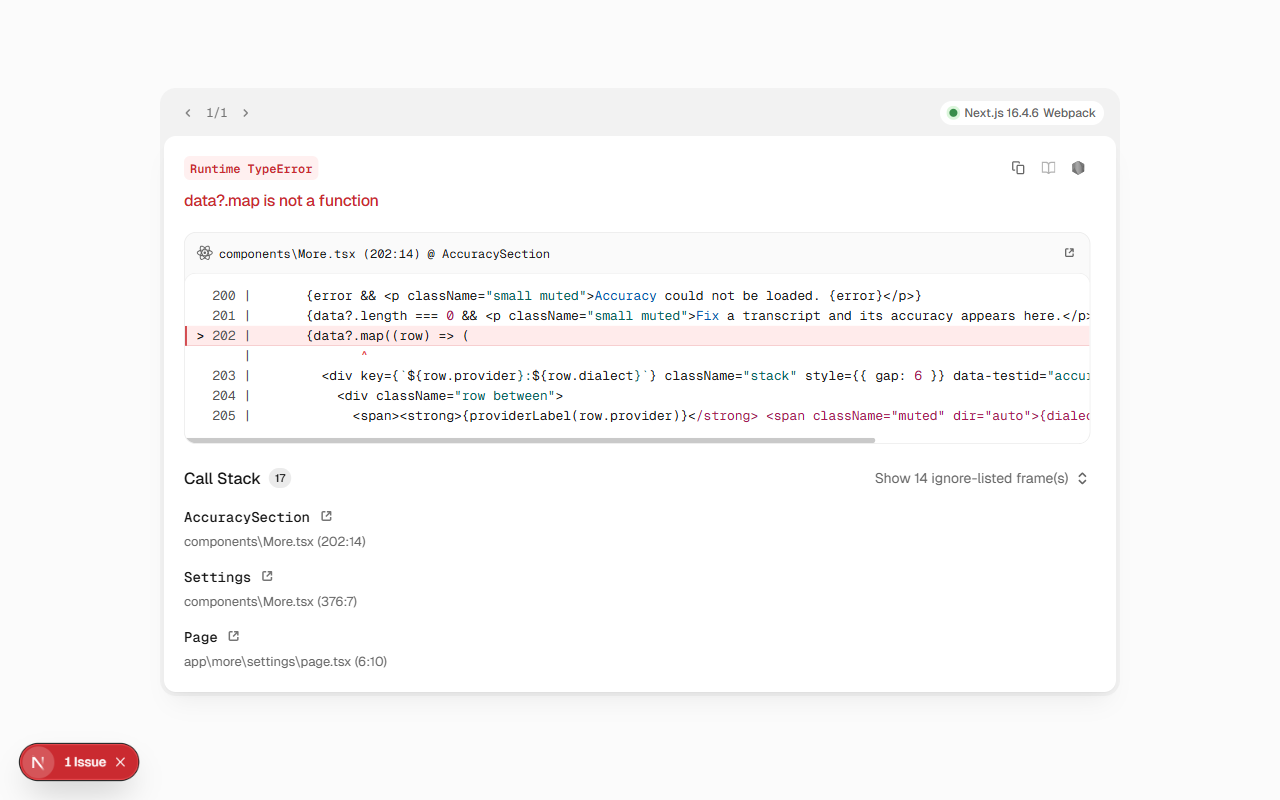 1/1
Next.js 16.4.6 Webpack
Runtime TypeError
data?.map is not a function
components\More.tsx (202:14) @ AccuracySection
200 | {error && <p className="small muted">Accuracy could not be loaded. {error}</p>}
201 | {data?.length === 0 && <p className="small muted">Fix a transcript and its accuracy appears here.</p>
> 202 | {data?.map((row) => (
| ^
203 | <div key={`${row.provider}:${row.dialect}`} className="stack" style={{ gap: 6 }} data-testid="accur
204 | <div className="row between">
205 | <span><strong>{providerLabel(row.provider)}</strong> <span className="muted" dir="auto">{dialec
Call Stack 17
Show 14 ignore-listed frame(s)
AccuracySection
components\More.tsx (202:14)
Settings
components\More.tsx (376:7)
Page
app\more\settings\page.tsx (6:10)
N 1 Issue